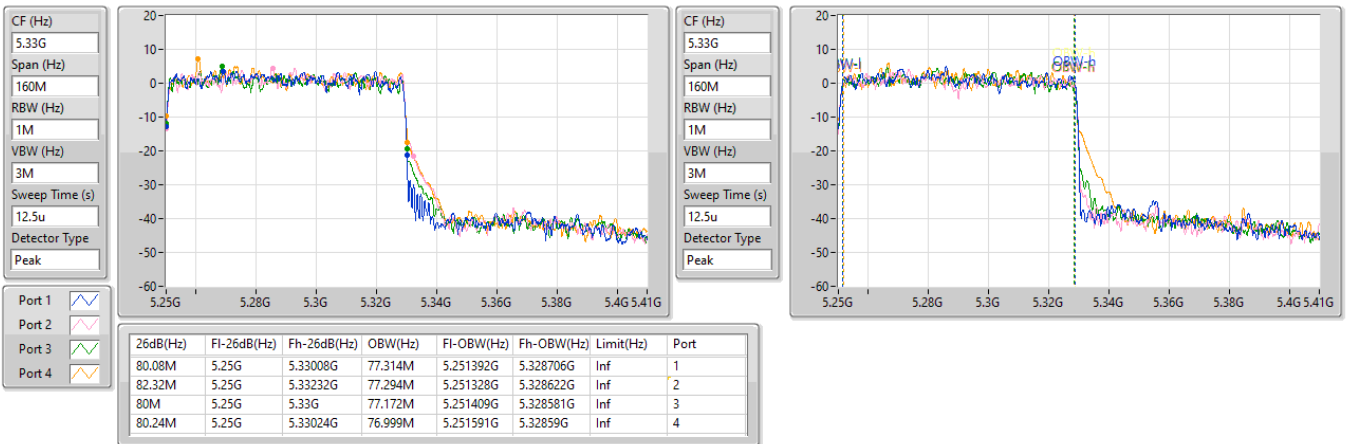 CF (Hz)
5.33G
Span (Hz)
160M
RBW (Hz)
1M
VBW (Hz)
3M
Sweep Time (s)
12.5u
Detector Type
Peak
Port 1
Port 2
Port 3
Port 4
20
10
0
-10
-20
-30
-40
-50
-60
5.25G 5.28G 5.3G 5.32G 5.34G 5.36G 5.38G 5.4G 5.41G
CF (Hz)
5.33G
Span (Hz)
160M
RBW (Hz)
1M
VBW (Hz)
3M
Sweep Time (s)
12.5u
Detector Type
Peak
20
10
0
-10
-20
-30
-40
-50
-60
OBW-h
5.25G 5.28G 5.3G 5.32G 5.34G 5.36G 5.38G 5.4G 5.41G
26dB(Hz) Fl-26dB(Hz) Fh-26dB(Hz) OBW(Hz) Fl-OBW(Hz) Fh-OBW(Hz) Limit(Hz) Port
80.08M 5.25G 5.33008G 77.314M 5.251392G 5.328706G Inf 1
82.32M 5.25G 5.33232G 77.294M 5.251328G 5.328622G Inf 2
80M 5.25G 5.33G 77.172M 5.251409G 5.328581G Inf 3
80.24M 5.25G 5.33024G 76.999M 5.251591G 5.32859G Inf 4